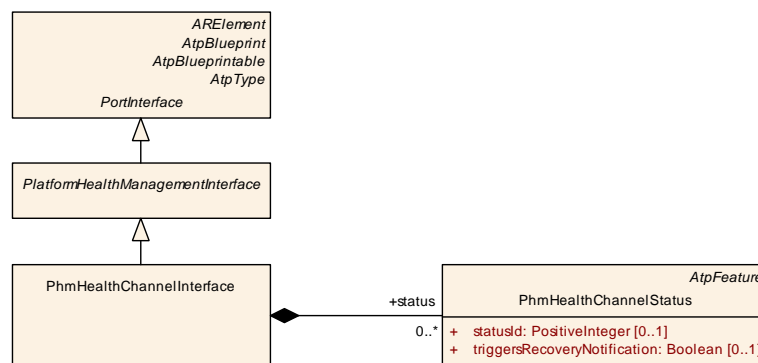 ARElement
AtpBlueprint
AtpBlueprintable
AtpType
PortInterface
PlatformHealthManagementInterface
PhmHealthChannelInterface
+status
0..*
AtpFeature
PhmHealthChannelStatus
+ statusId: PositiveInteger [0..1]
+ triggersRecoveryNotification: Boolean [0..1]